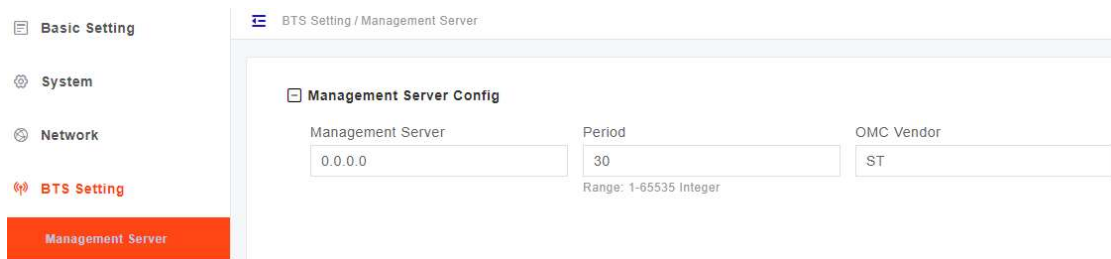 Basic Setting
System
Network
BTS Setting
Management Server
BTS Setting / Management Server
Management Server Config
Management Server
0.0.0.0
Period
30
Range: 1-65535 Integer
OMC Vendor
ST